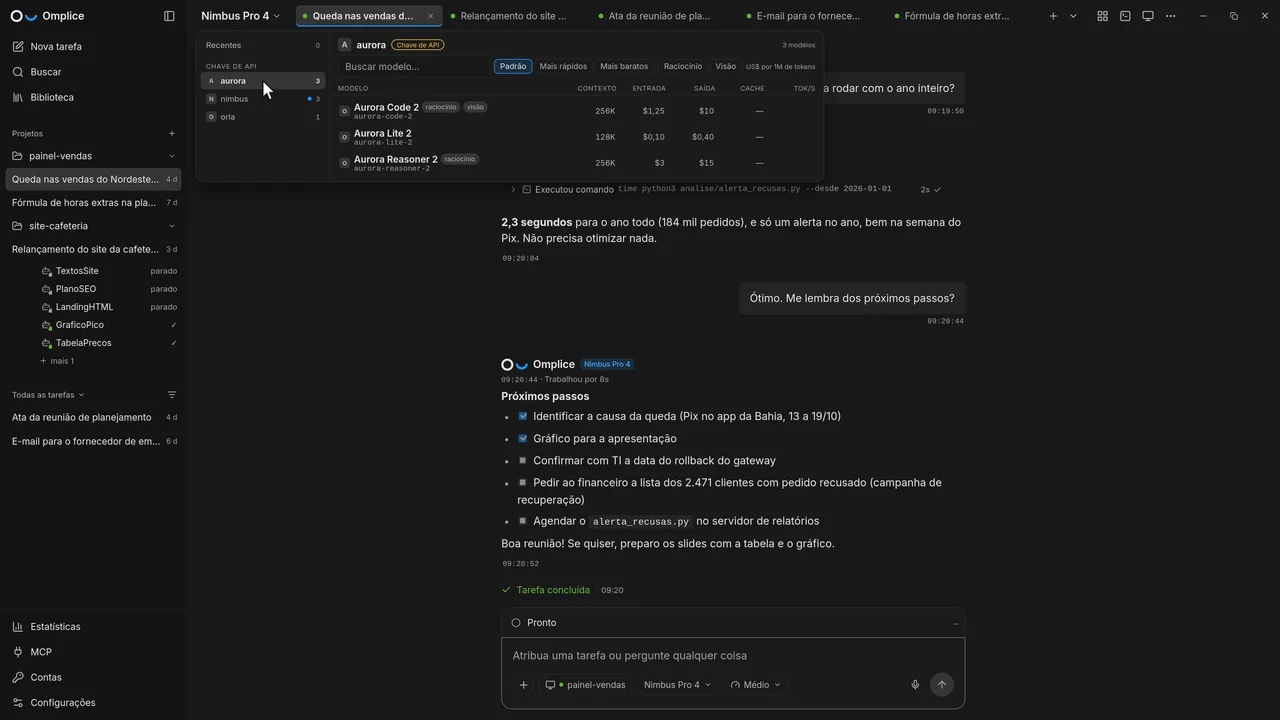 Omplice
Nimbus Pro 4
Queda nas vendas d...
Relançamento do site ...
Ata da reunião de pla...
E-mail para o fornece...
Fórmula de horas extr...
Nova tarefa
Buscar
Biblioteca
Projetos
painel-vendas
Queda nas vendas do Nordeste... 4 d
Fórmula de horas extras na pla... 7 d
site-cafeteria
Relançamento do site da cafete... 3 d
TextosSite parado
PlanoSEO parado
LandingHTML parado
GraficoPico ✓
TabelaPrecos ✓
+ mais 1
Todas as tarefas
Ata da reunião de planejamento 4 d
E-mail para o fornecedor de em... 6 d
Estatísticas
MCP
Contas
Configurações
Recentes 0
CHAVE DE API
A aurora 3
N nimbus 3
O orla 1
A aurora Chave de API 3 modelos
Buscar modelo... Padrão Mais rápidos Mais baratos Raciocínio Visão US$ por 1M de tokens
MODELO CONTEXTO ENTRADA SAÍDA CACHE TOK/S
Aurora Code 2 raciocínio visão 256K $1,25 $10 —
aurora-code-2
Aurora Lite 2 128K $0,10 $0,40 —
aurora-lite-2
Aurora Reasoner 2 raciocínio 256K $3 $15 —
aurora-reasoner-2
a rodar com o ano inteiro?
09:19:50
Executou comando time python3 analise/alerta_recusas.py --desde 2026-01-01 2s ✓
2,3 segundos para o ano todo (184 mil pedidos), e só um alerta no ano, bem na semana do
Pix. Não precisa otimizar nada.
09:20:04
Ótimo. Me lembra dos próximos passos?
09:20:44
Omplice Nimbus Pro 4
09:20:44 · Trabalhou por 8s
Próximos passos
Identificar a causa da queda (Pix no app da Bahia, 13 a 19/10)
Gráfico para a apresentação
Confirmar com TI a data do rollback do gateway
Pedir ao financeiro a lista dos 2.471 clientes com pedido recusado (campanha de
recuperação)
Agendar o alerta_recusas.py no servidor de relatórios
Boa reunião! Se quiser, preparo os slides com a tabela e o gráfico.
09:20:52
Tarefa concluída 09:20
Pronto
Atribua uma tarefa ou pergunte qualquer coisa
painel-vendas Nimbus Pro 4 Médio